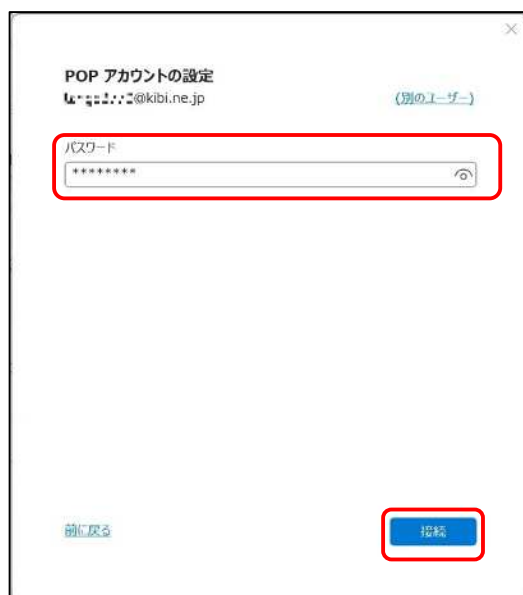 POP アカウントの設定
@kibi.ne.jp
(別のユーザー)
パスワード
********
前に戻る
接続